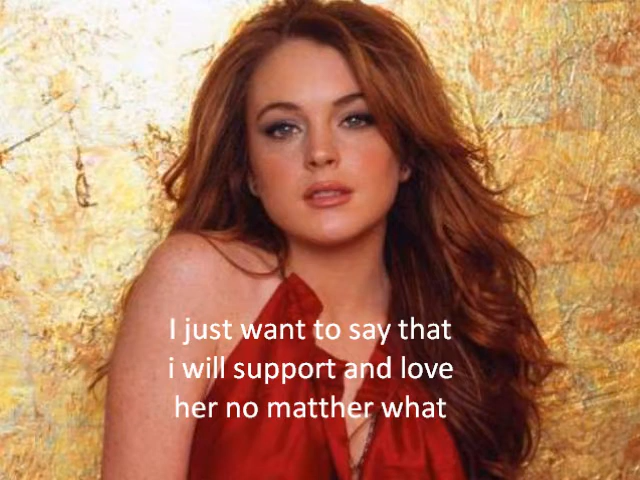 I just want to say that
i will support and love
her no matther what